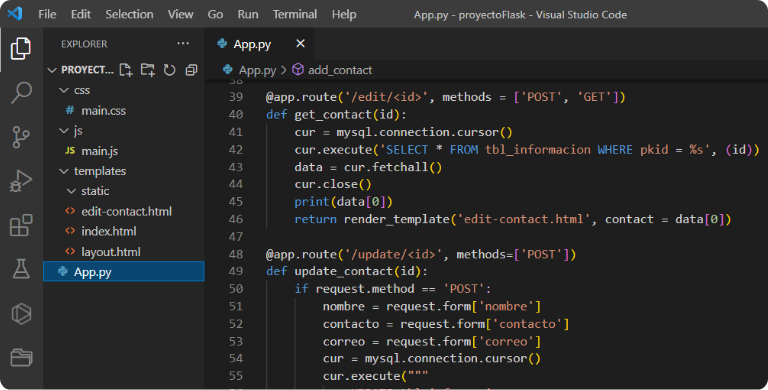 File Edit Selection View Go Run Terminal Help App.py - proyectoFlask - Visual Studio Code
EXPLORER ···
PROYECT...
css
# main.css
js
JS main.js
templates
static
<> edit-contact.html
<> index.html
<> layout.html
App.py
App.py ×
App.py > add_contact
38
39 @app.route('/edit/<id>', methods = ['POST', 'GET'])
40 def get_contact(id):
41 cur = mysql.connection.cursor()
42 cur.execute('SELECT * FROM tbl_informacion WHERE pkid = %s', (id))
43 data = cur.fetchall()
44 cur.close()
45 print(data[0])
46 return render_template('edit-contact.html', contact = data[0])
47
48 @app.route('/update/<id>', methods=['POST'])
49 def update_contact(id):
50 if request.method == 'POST':
51 nombre = request.form['nombre']
52 contacto = request.form['contacto']
53 correo = request.form['correo']
54 cur = mysql.connection.cursor()
55 cur.execute("""